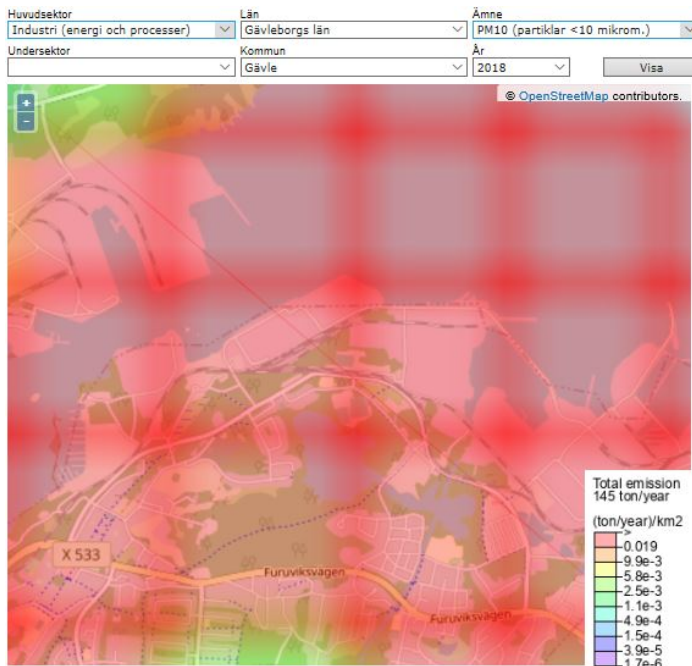 Huvudsektor Län Ämne
Industri (energi och processer) Gävleborgs län PM10 (partiklar <10 mikrom.)
Undersektor Kommun År
Gävle 2018 Visa
+
© OpenStreetMap contributors.
-
Total emission
145 ton/year
(ton/year)/km2
>
0.019
9.9e-3
5.8e-3
2.5e-3
1.1e-3
4.9e-4
1.5e-4
3.9e-5
1.7e-6
X 533
Furuviksvägen
Furuviksvägen